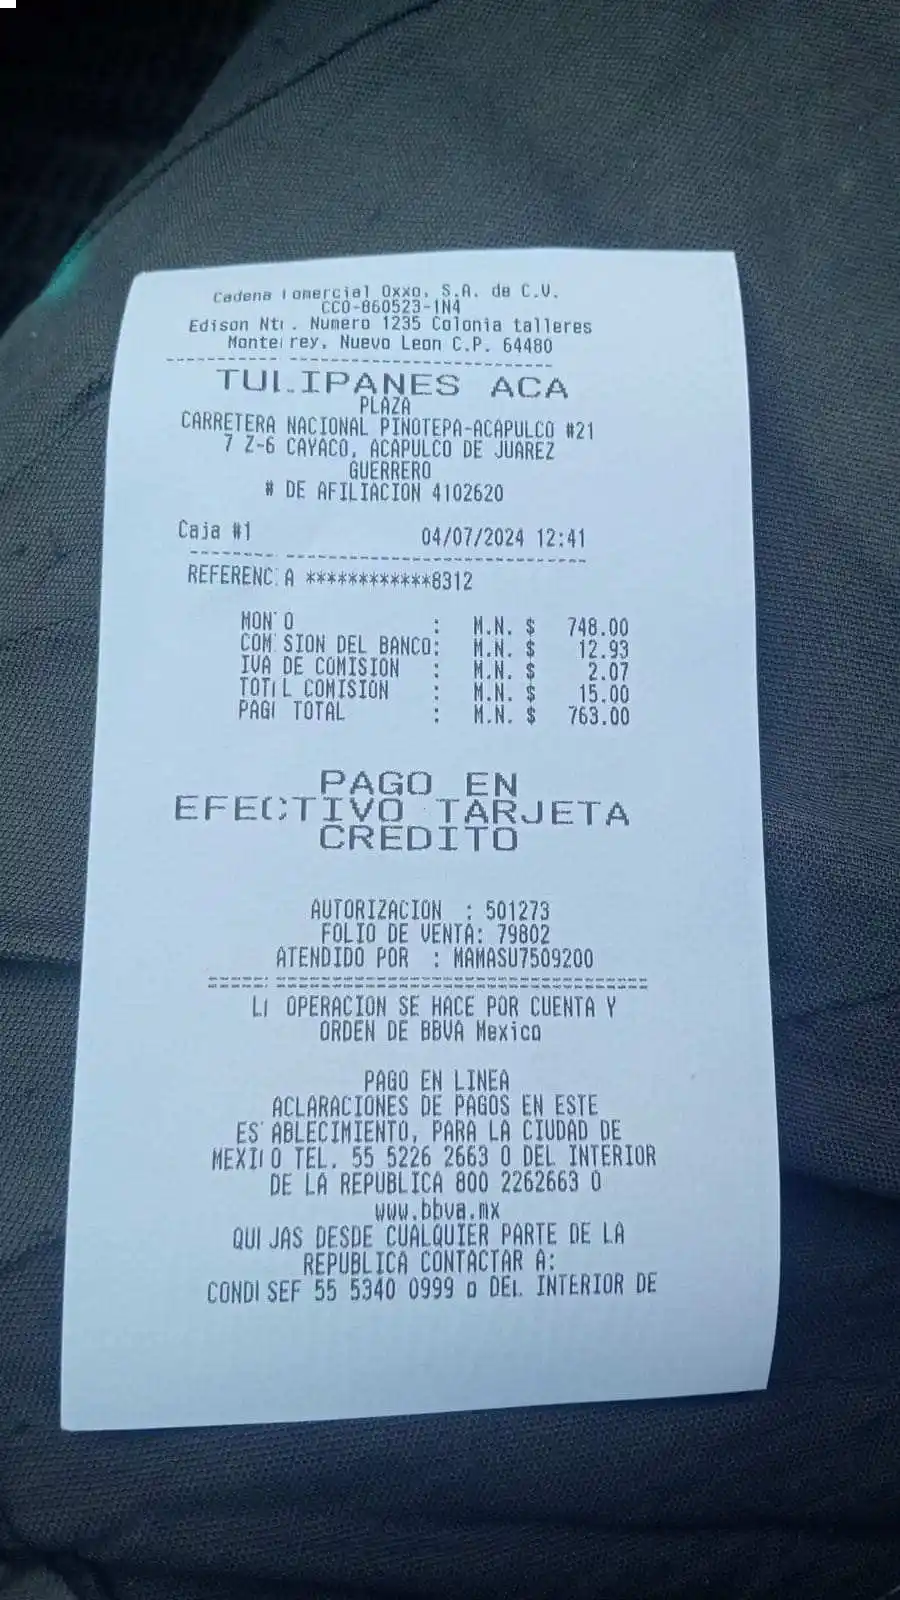 Cadena Comercial Oxxo, S.A. de C.V.
CCO-860523-1N4
Edison Nte. Numero 1235 Colonia talleres
Monterrey, Nuevo Leon C.P. 64480
TULIPANES ACA
PLAZA
CARRETERA NACIONAL PINOTEPA-ACAPULCO #21
7 Z-6 CAYACO, ACAPULCO DE JUAREZ
GUERRERO
# DE AFILIACION 4102620
Caja #1 04/07/2024 12:41
REFERENCIA ************8312
MONTO : M.N. $ 748.00
COMISION DEL BANCO: M.N. $ 12.93
IVA DE COMISION : M.N. $ 2.07
TOTAL COMISION : M.N. $ 15.00
PAGO TOTAL : M.N. $ 763.00
PAGO EN
EFECTIVO TARJETA
CREDITO
AUTORIZACION : 501273
FOLIO DE VENTA: 79802
ATENDIDO POR : MAMASU7509200
LA OPERACION SE HACE POR CUENTA Y
ORDEN DE BBVA Mexico
PAGO EN LINEA
ACLARACIONES DE PAGOS EN ESTE
ESTABLECIMIENTO, PARA LA CIUDAD DE
MEXICO TEL. 55 5226 2663 O DEL INTERIOR
DE LA REPUBLICA 800 2262663 O
www.bbva.mx
QUEJAS DESDE CUALQUIER PARTE DE LA
REPUBLICA CONTACTAR A:
CONDUSEF 55 5340 0999 o DEL INTERIOR DE